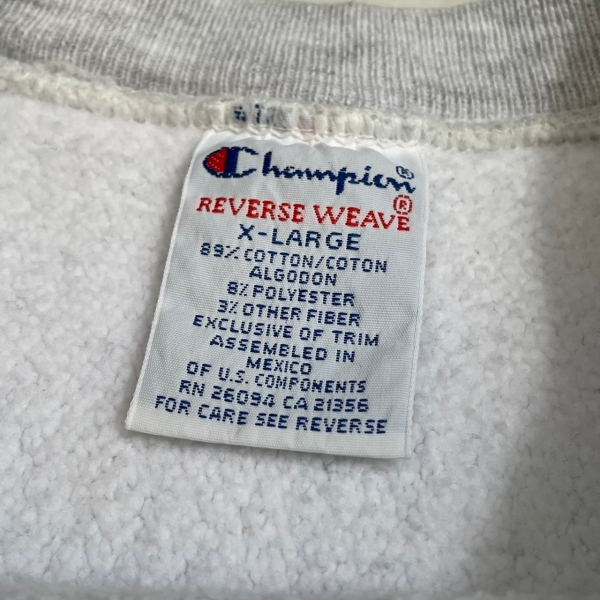 Champion®
REVERSE WEAVE®
X-LARGE
89% COTTON/COTON
ALGODON
8% POLYESTER
3% OTHER FIBER
EXCLUSIVE OF TRIM
ASSEMBLED IN
MEXICO
OF U.S. COMPONENTS
RN 26094 CA 21356
FOR CARE SEE REVERSE